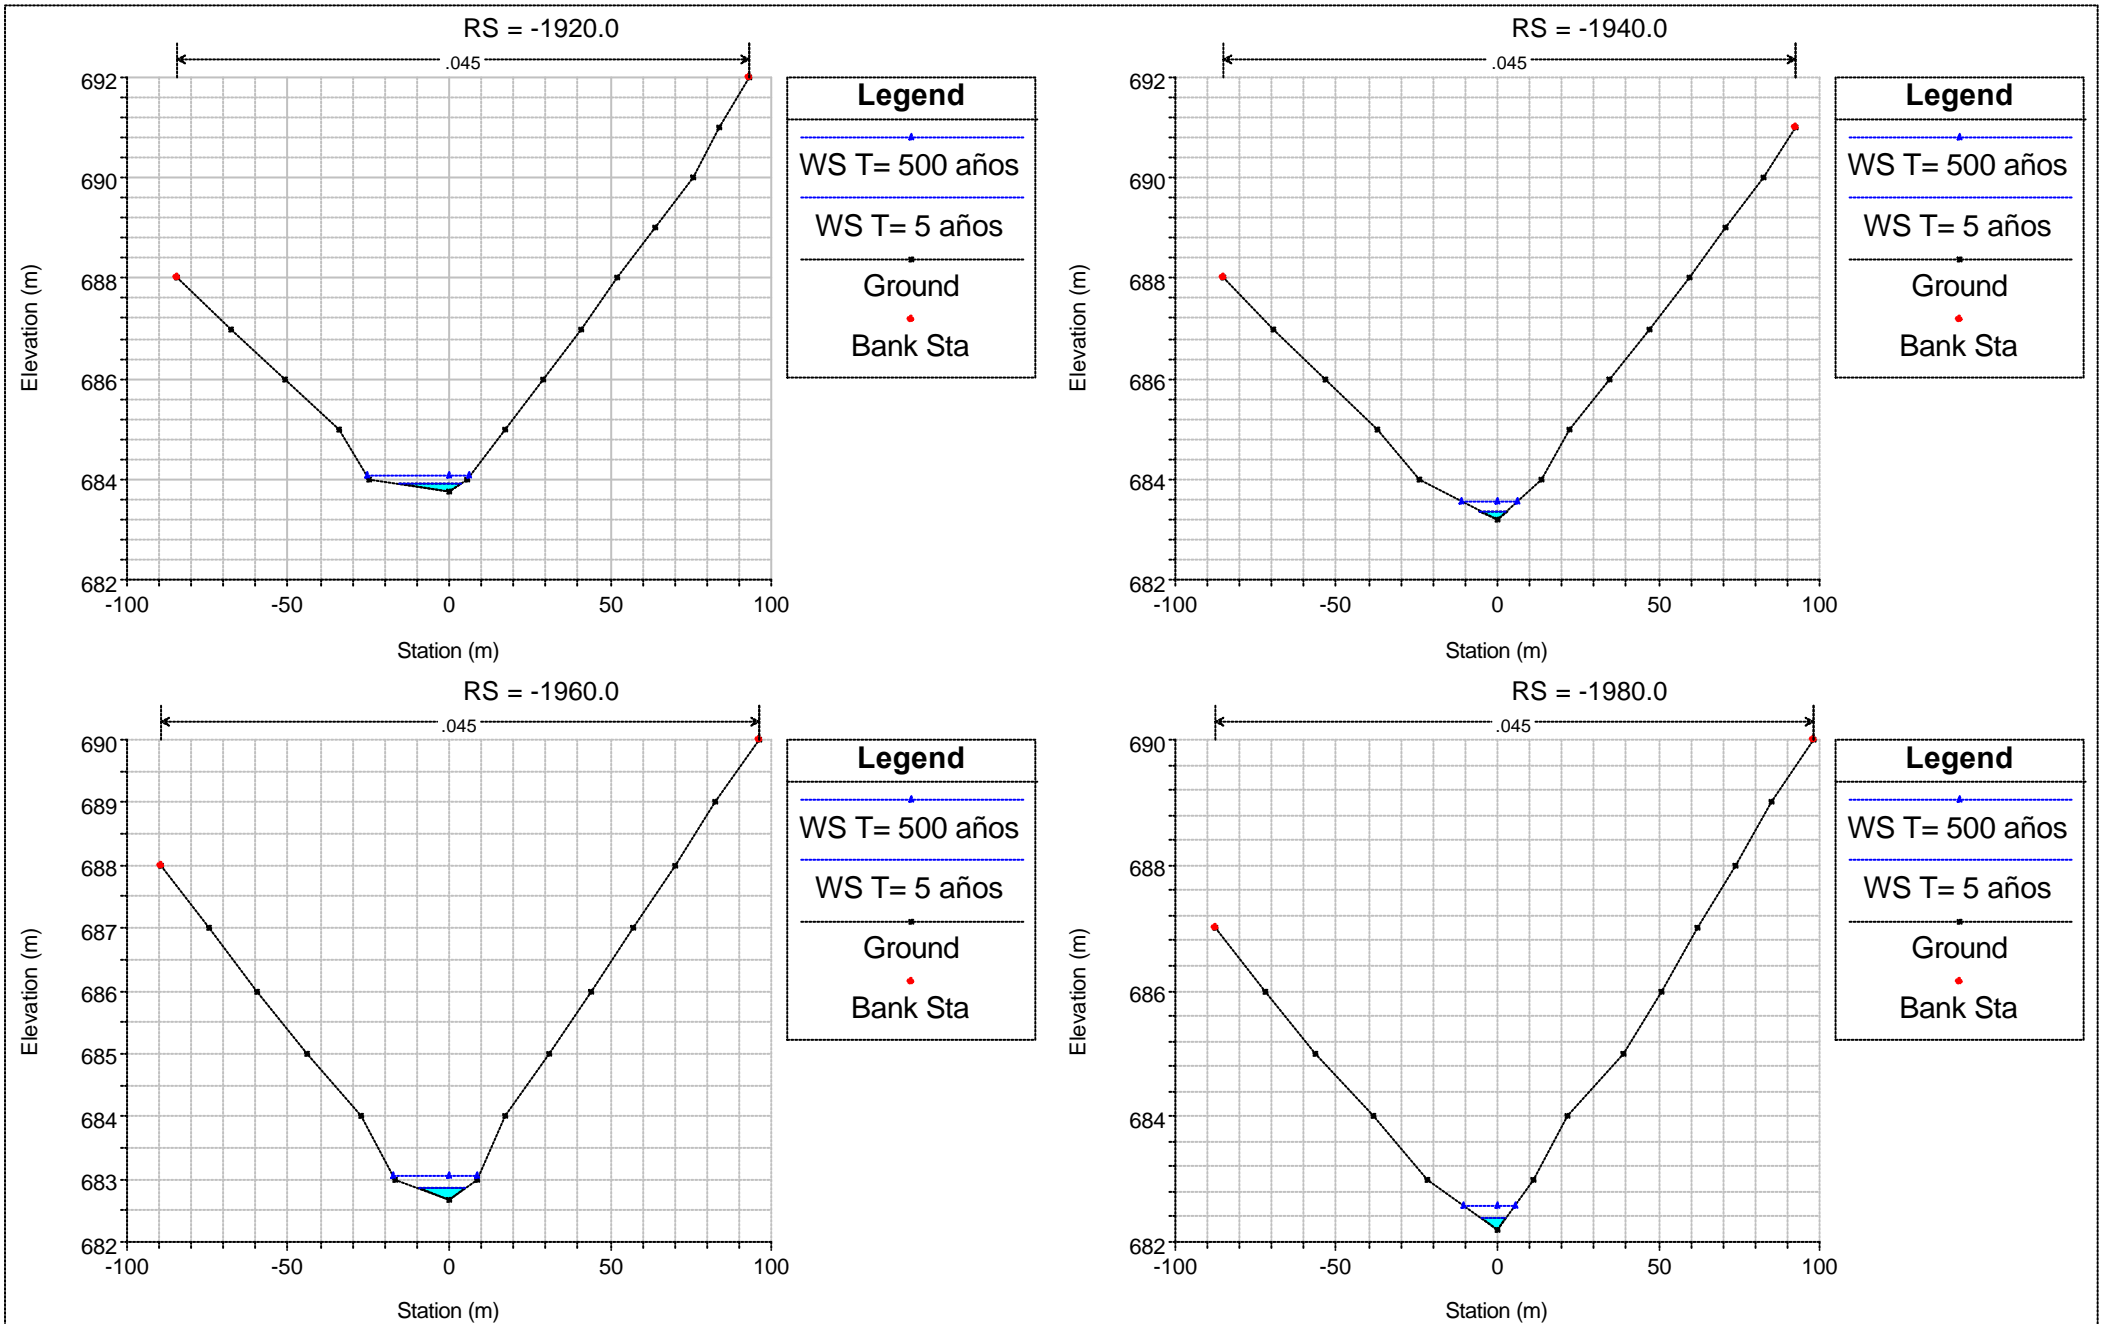 RS = -1920.0
.045
692
690
688
686
684
682
-100
-50
0
50
100
Elevation (m)
Station (m)
Legend
WS T= 500 años
WS T= 5 años
Ground
Bank Sta
RS = -1940.0
.045
692
690
688
686
684
682
-100
-50
0
50
100
Elevation (m)
Station (m)
Legend
WS T= 500 años
WS T= 5 años
Ground
Bank Sta
RS = -1960.0
.045
690
689
688
687
686
685
684
683
682
-100
-50
0
50
100
Elevation (m)
Station (m)
Legend
WS T= 500 años
WS T= 5 años
Ground
Bank Sta
RS = -1980.0
.045
690
688
686
684
682
-100
-50
0
50
100
Elevation (m)
Station (m)
Legend
WS T= 500 años
WS T= 5 años
Ground
Bank Sta